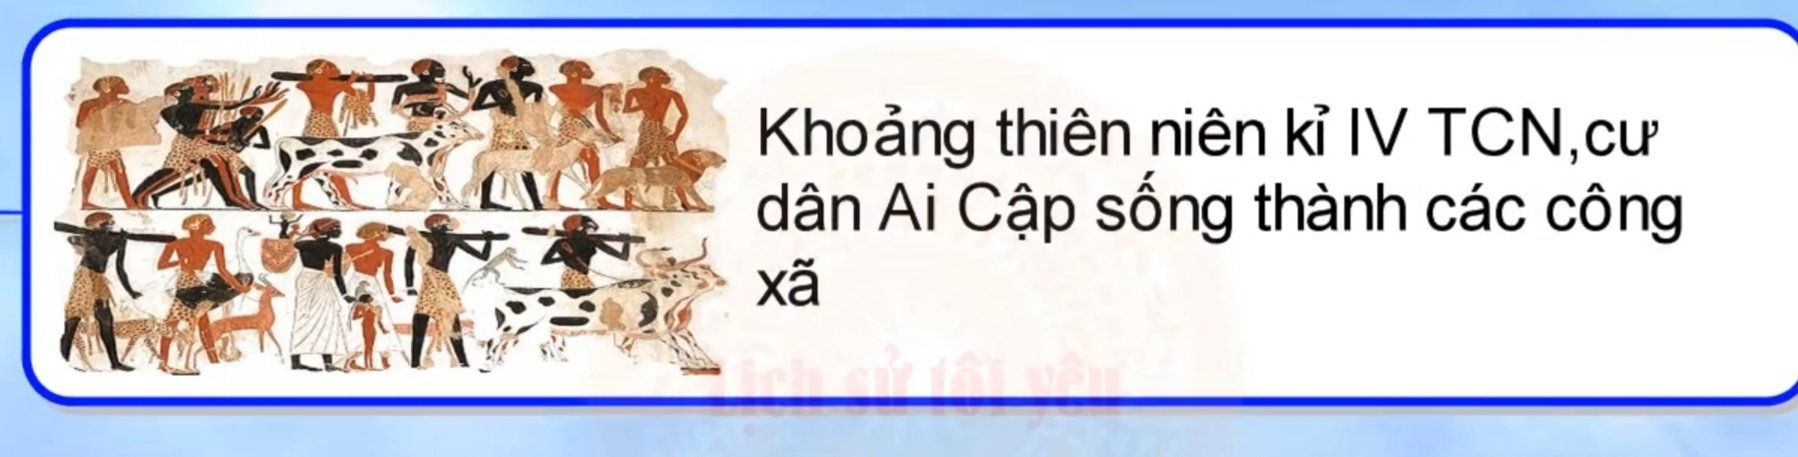 Khoảng thiên niên kỉ IV TCN,cư
dân Ai Cập sống thành các công
xã
Lịch sử tôi yêu